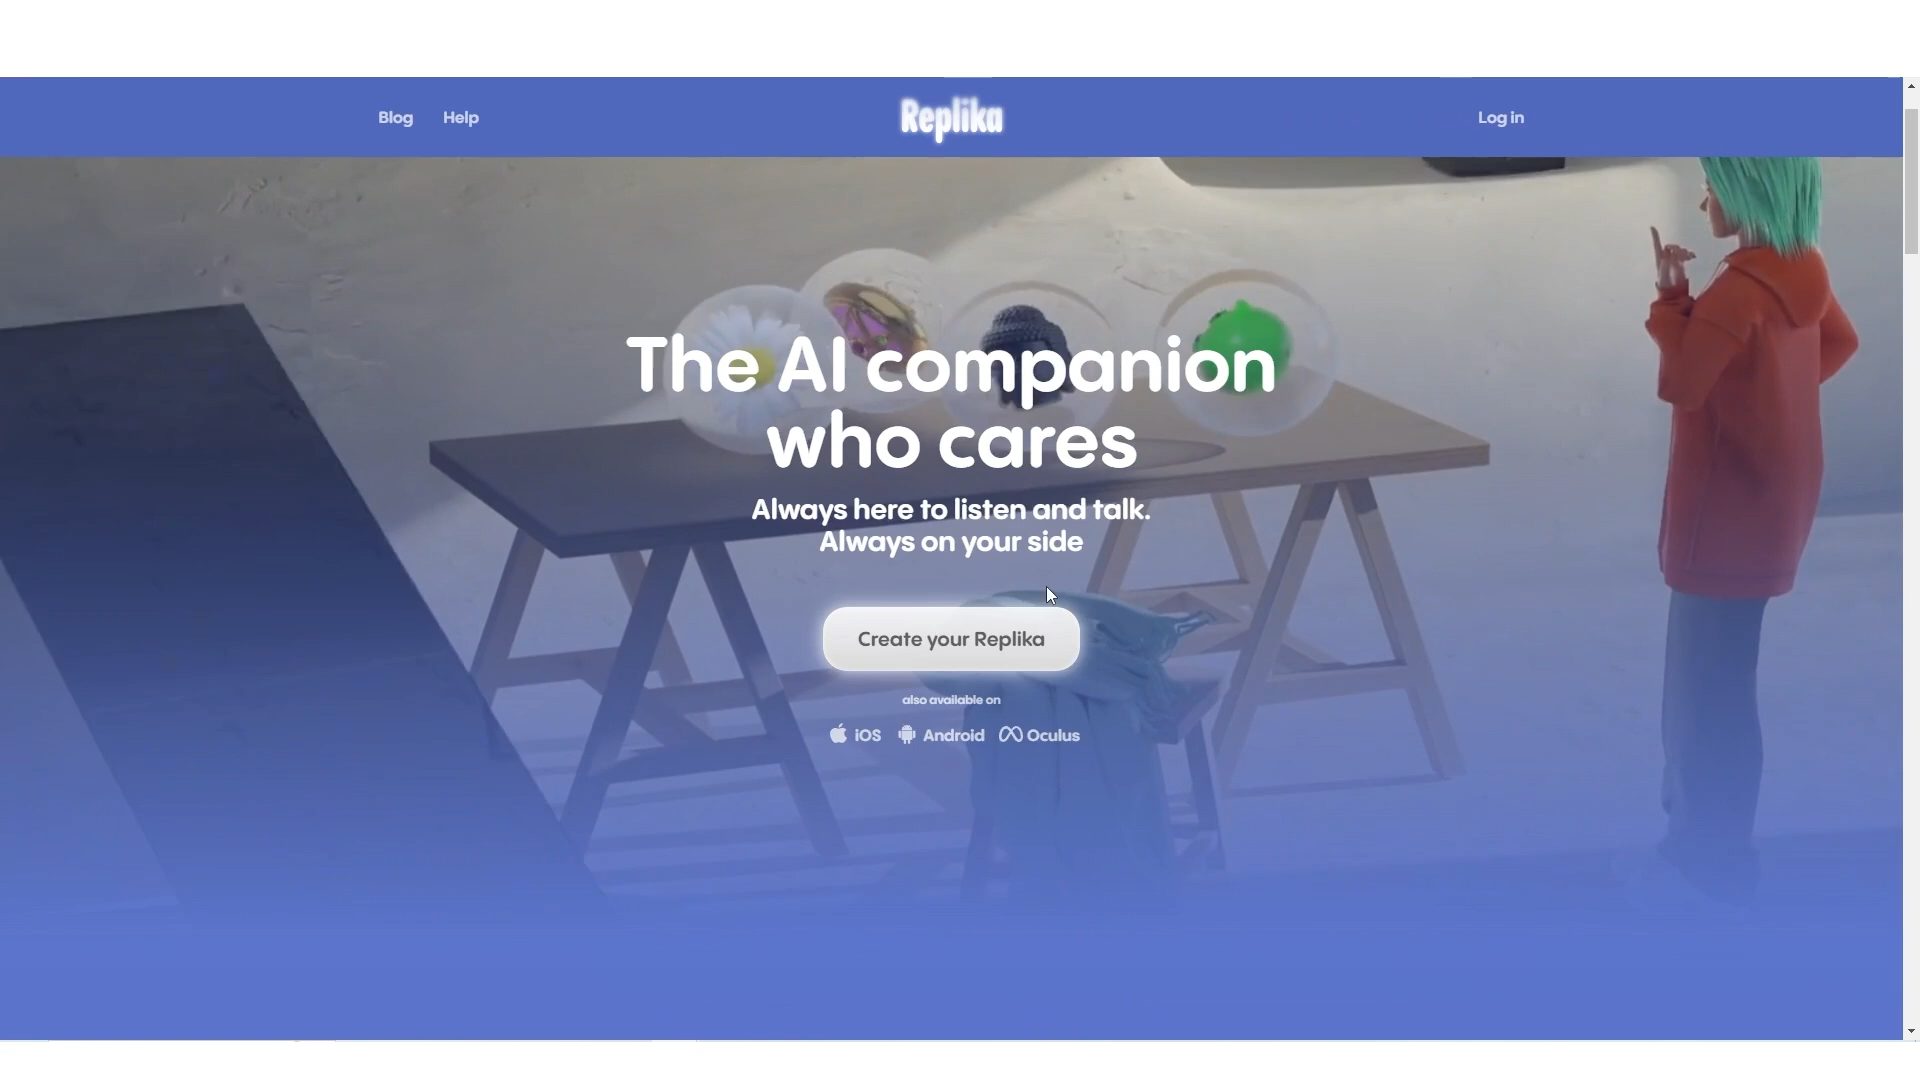 Blog Help Replika Log in
The AI companion
who cares
Always here to listen and talk.
Always on your side
Create your Replika
also available on
iOS Android Oculus